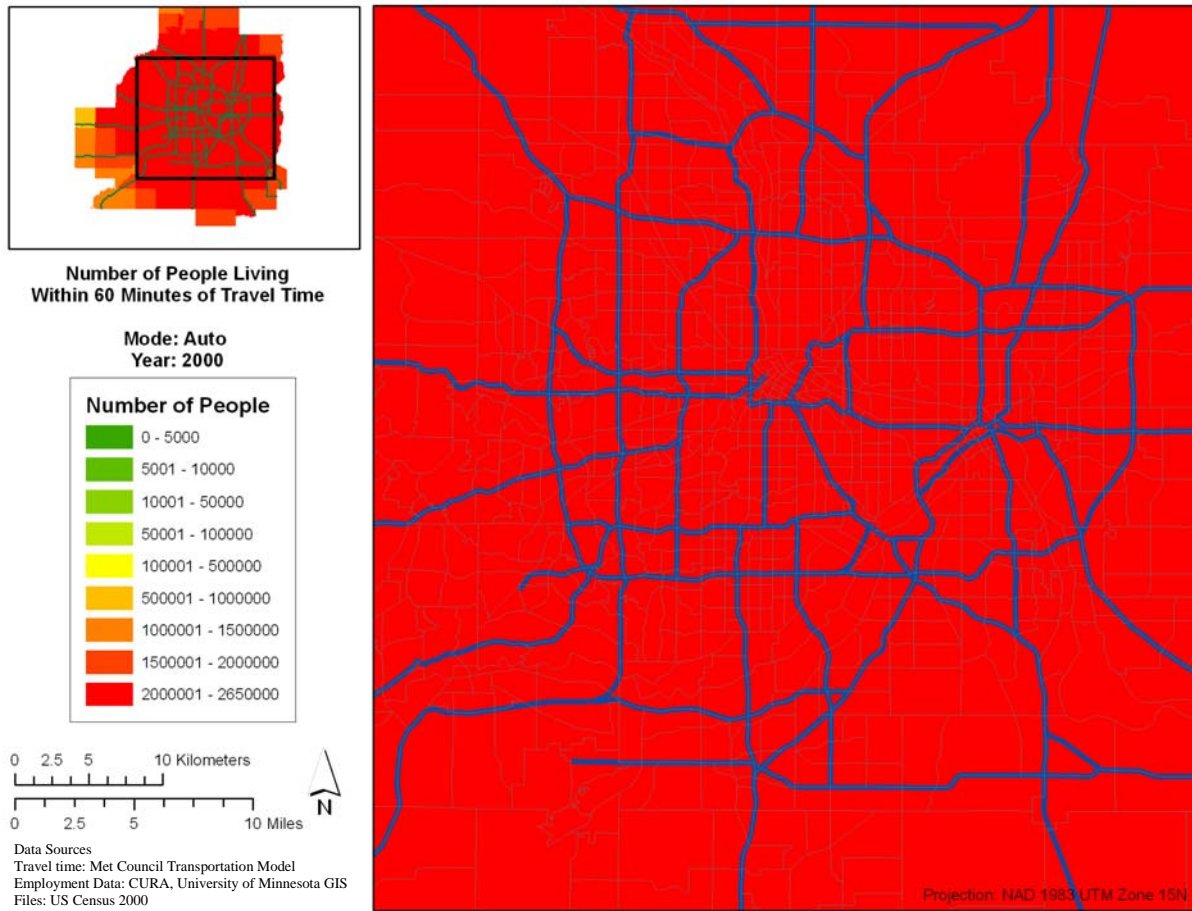 Number of People Living
Within 60 Minutes of Travel Time
Mode: Auto
Year: 2000
Number of People
0 - 5000
5001 - 10000
10001 - 50000
50001 - 100000
100001 - 500000
500001 - 1000000
1000001 - 1500000
1500001 - 2000000
2000001 - 2650000
0 2.5 5 10 Kilometers
0 2.5 5 10 Miles
N
Data Sources
Travel time: Met Council Transportation Model
Employment Data: CURA, University of Minnesota GIS
Files: US Census 2000
Projection: NAD 1983 UTM Zone 15N